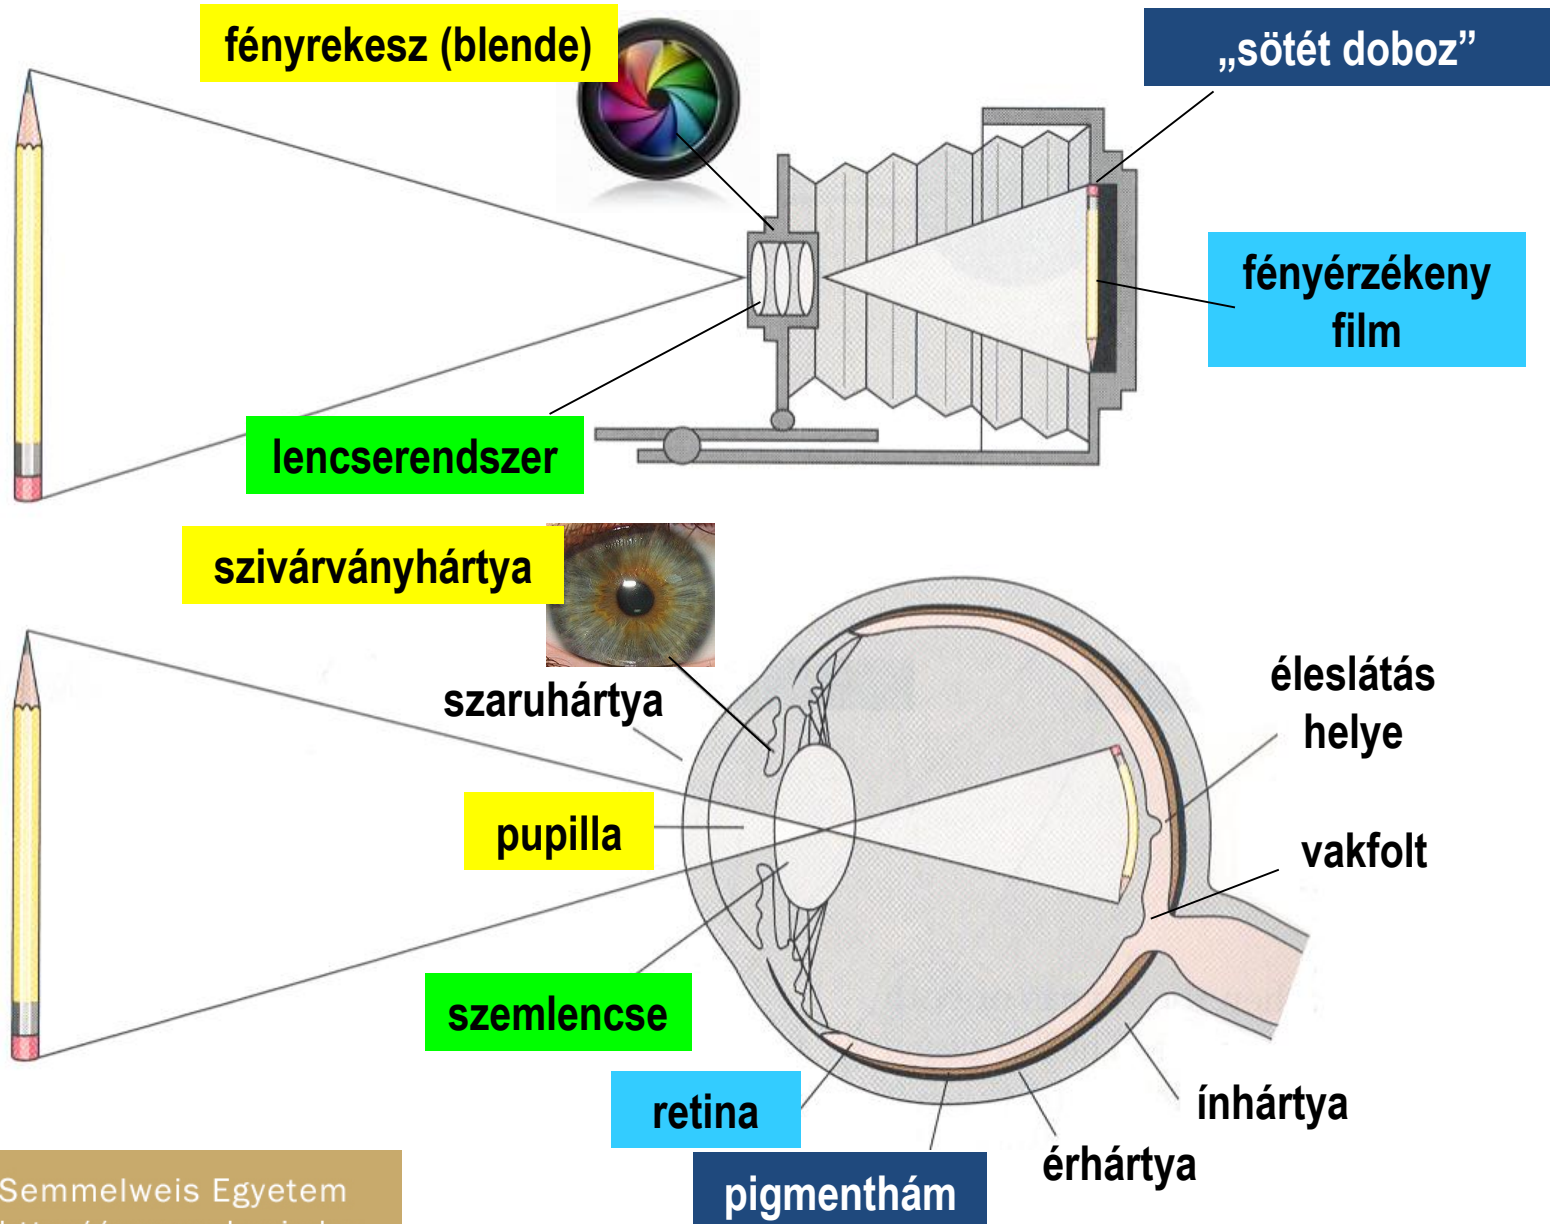 fényrekesz (blende)
„sötét doboz”
fényérzékeny
film
lencserendszer
szivárványhártya
szaruhártya
éleslátás
helye
pupilla
vakfolt
szemlencse
retina
ínhártya
érhártya
pigmenthám
Semmelweis Egyetem